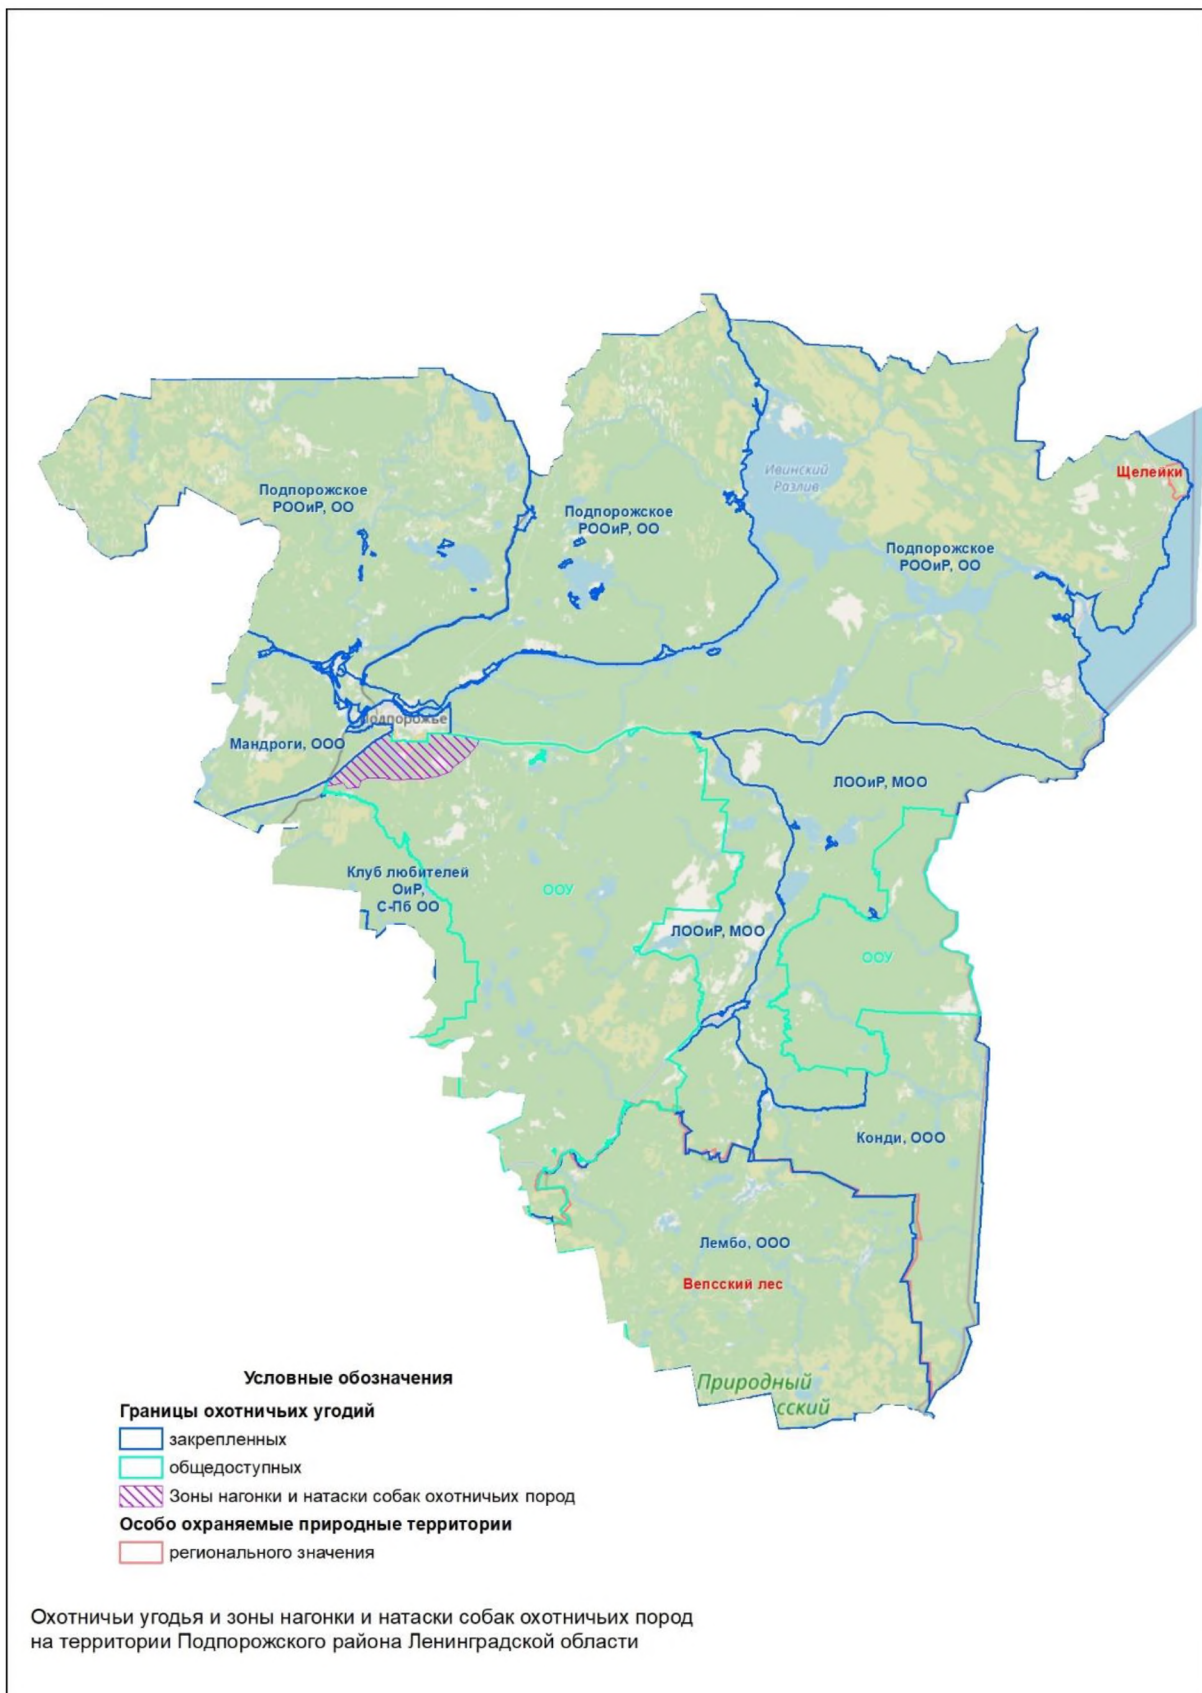 Ивинский
Разлив
Щелейки
Подпорожское
РООиР, ОО
Подпорожское
РООиР, ОО
Подпорожское
РООиР, ОО
Подпорожье
Мандроги, ООО
ЛООиР, МОО
Клуб любителей
ОиР,
С-Пб ОО
ООУ
ЛООиР, МОО
ООУ
Конди, ООО
Лембо, ООО
Вепсский лес
Природный
сский
Условные обозначения
Границы охотничьих угодий
закрепленных
общедоступных
Зоны нагонки и натаски собак охотничьих пород
Особо охраняемые природные территории
регионального значения
Охотничьи угодья и зоны нагонки и натаски собак охотничьих пород
на территории Подпорожского района Ленинградской области